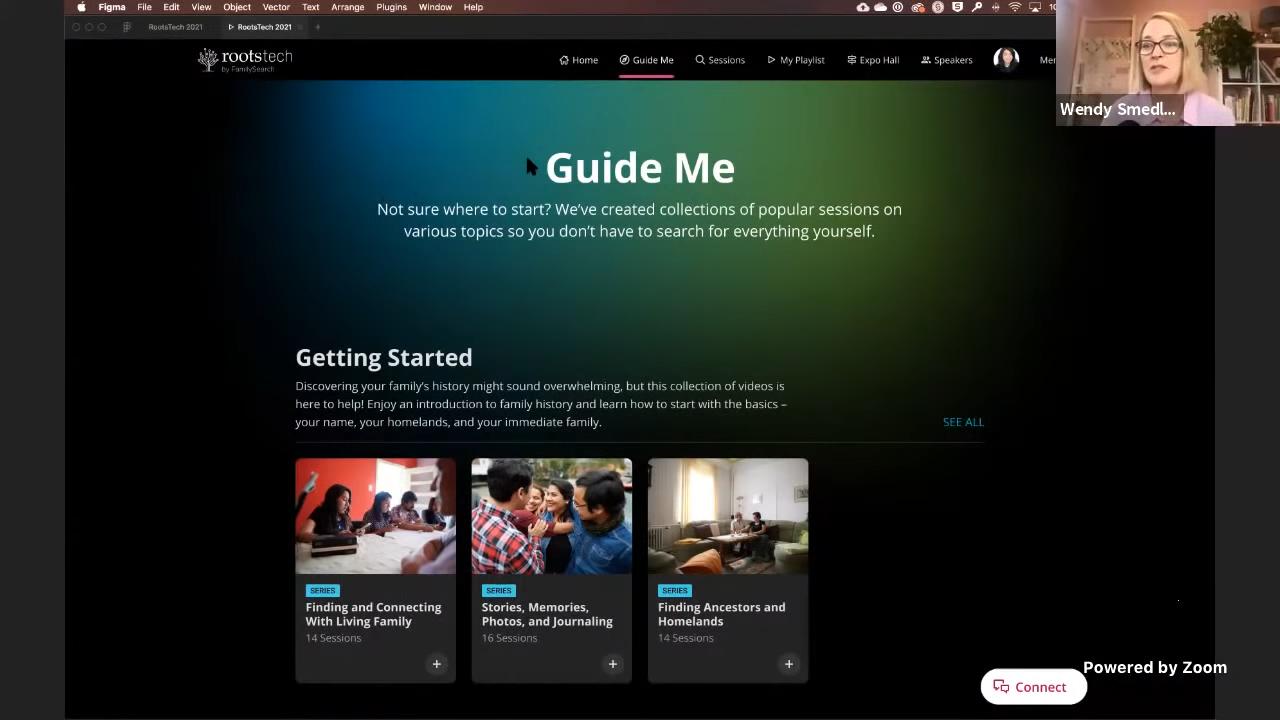 Figma File Edit View Object Vector Text Arrange Plugins Window Help
RootsTech 2021 RootsTech 2021
rootstech
by FamilySearch
Home Guide Me Sessions My Playlist Expo Hall Speakers
Wendy Smedl...
Guide Me
Not sure where to start? We've created collections of popular sessions on
various topics so you don't have to search for everything yourself.
Getting Started
Discovering your family's history might sound overwhelming, but this collection of videos is
here to help! Enjoy an introduction to family history and learn how to start with the basics –
your name, your homelands, and your immediate family.
SEE ALL
SERIES
Finding and Connecting
With Living Family
14 Sessions
SERIES
Stories, Memories,
Photos, and Journaling
16 Sessions
SERIES
Finding Ancestors and
Homelands
14 Sessions
Powered by Zoom
Connect